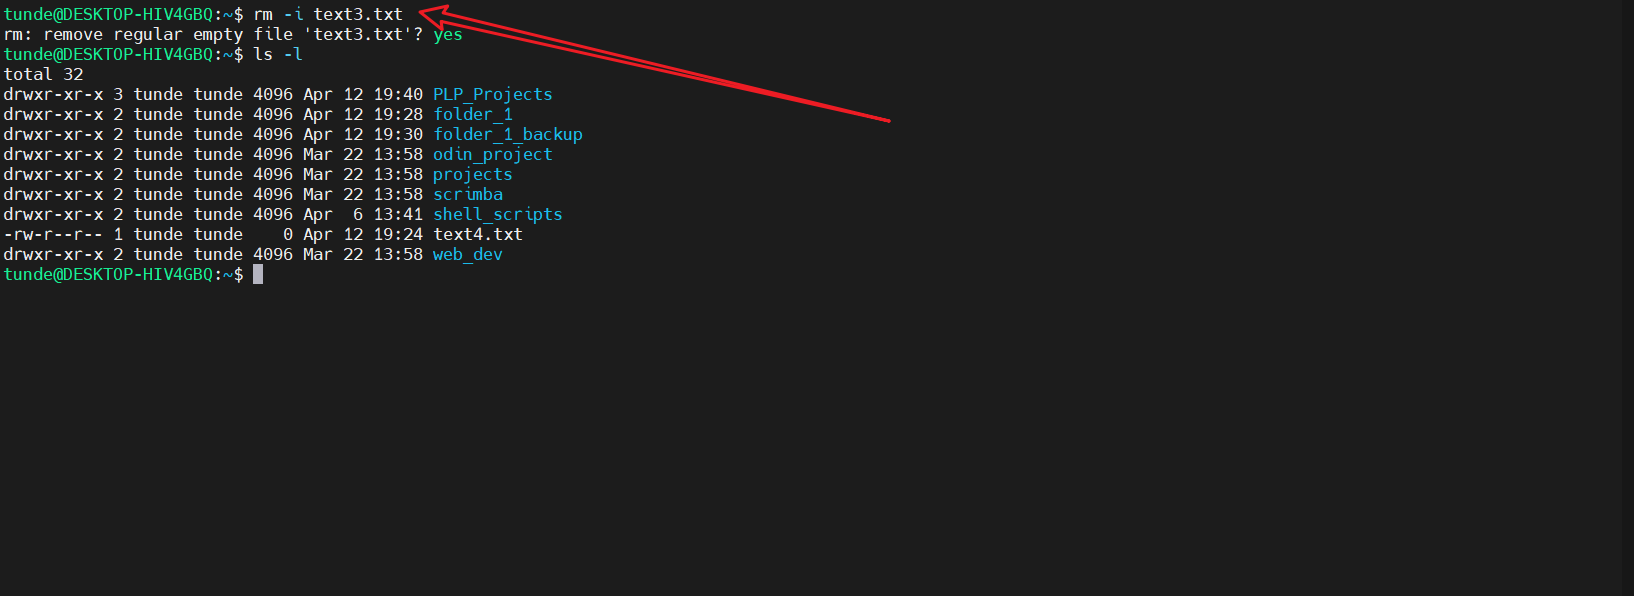 tunde@DESKTOP-HIV4GBQ:~$ rm -i text3.txt
rm: remove regular empty file 'text3.txt'? yes
tunde@DESKTOP-HIV4GBQ:~$ ls -l
total 32
drwxr-xr-x 3 tunde tunde 4096 Apr 12 19:40 PLP_Projects
drwxr-xr-x 2 tunde tunde 4096 Apr 12 19:28 folder_1
drwxr-xr-x 2 tunde tunde 4096 Apr 12 19:30 folder_1_backup
drwxr-xr-x 2 tunde tunde 4096 Mar 22 13:58 odin_project
drwxr-xr-x 2 tunde tunde 4096 Mar 22 13:58 projects
drwxr-xr-x 2 tunde tunde 4096 Mar 22 13:58 scrimba
drwxr-xr-x 2 tunde tunde 4096 Apr  6 13:41 shell_scripts
-rw-r--r-- 1 tunde tunde    0 Apr 12 19:24 text4.txt
drwxr-xr-x 2 tunde tunde 4096 Mar 22 13:58 web_dev
tunde@DESKTOP-HIV4GBQ:~$